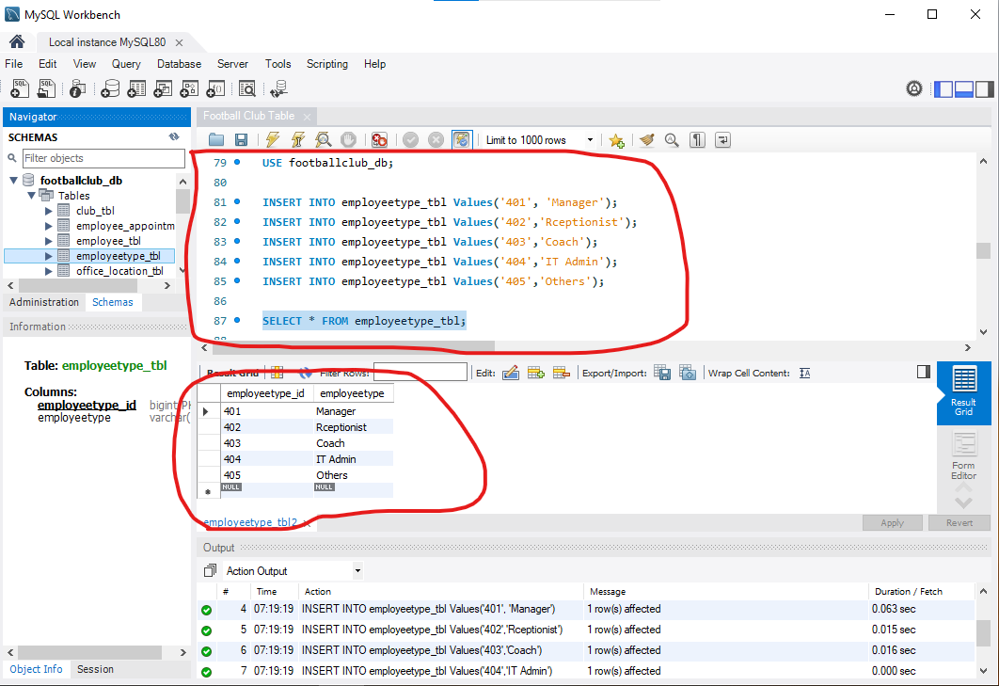 MySQL Workbench
Local instance MySQL80
File Edit View Query Database Server Tools Scripting Help
Navigator
SCHEMAS
Filter objects
footballclub_db
Tables
club_tbl
employee_appointm
employee_tbl
employeetype_tbl
office_location_tbl
Administration Schemas
Information
Table: employeetype_tbl
Columns:
employeetype_id bigint PK
employeetype varchar(
Object Info Session
Football Club Table
Limit to 1000 rows
79 USE footballclub_db;
80
81 INSERT INTO employeetype_tbl Values('401', 'Manager');
82 INSERT INTO employeetype_tbl Values('402','Rceptionist');
83 INSERT INTO employeetype_tbl Values('403','Coach');
84 INSERT INTO employeetype_tbl Values('404','IT Admin');
85 INSERT INTO employeetype_tbl Values('405','Others');
86
87 SELECT * FROM employeetype_tbl;
88
Result Grid Filter Rows: Edit: Export/Import: Wrap Cell Content:
employeetype_id employeetype
401 Manager
402 Rceptionist
403 Coach
404 IT Admin
405 Others
NULL NULL
Result Grid
Form Editor
employeetype_tbl2
Apply Revert
Output
Action Output
# Time Action Message Duration / Fetch
4 07:19:19 INSERT INTO employeetype_tbl Values('401', 'Manager') 1 row(s) affected 0.063 sec
5 07:19:19 INSERT INTO employeetype_tbl Values('402','Rceptionist') 1 row(s) affected 0.015 sec
6 07:19:19 INSERT INTO employeetype_tbl Values('403','Coach') 1 row(s) affected 0.016 sec
7 07:19:19 INSERT INTO employeetype_tbl Values('404','IT Admin') 1 row(s) affected 0.000 sec